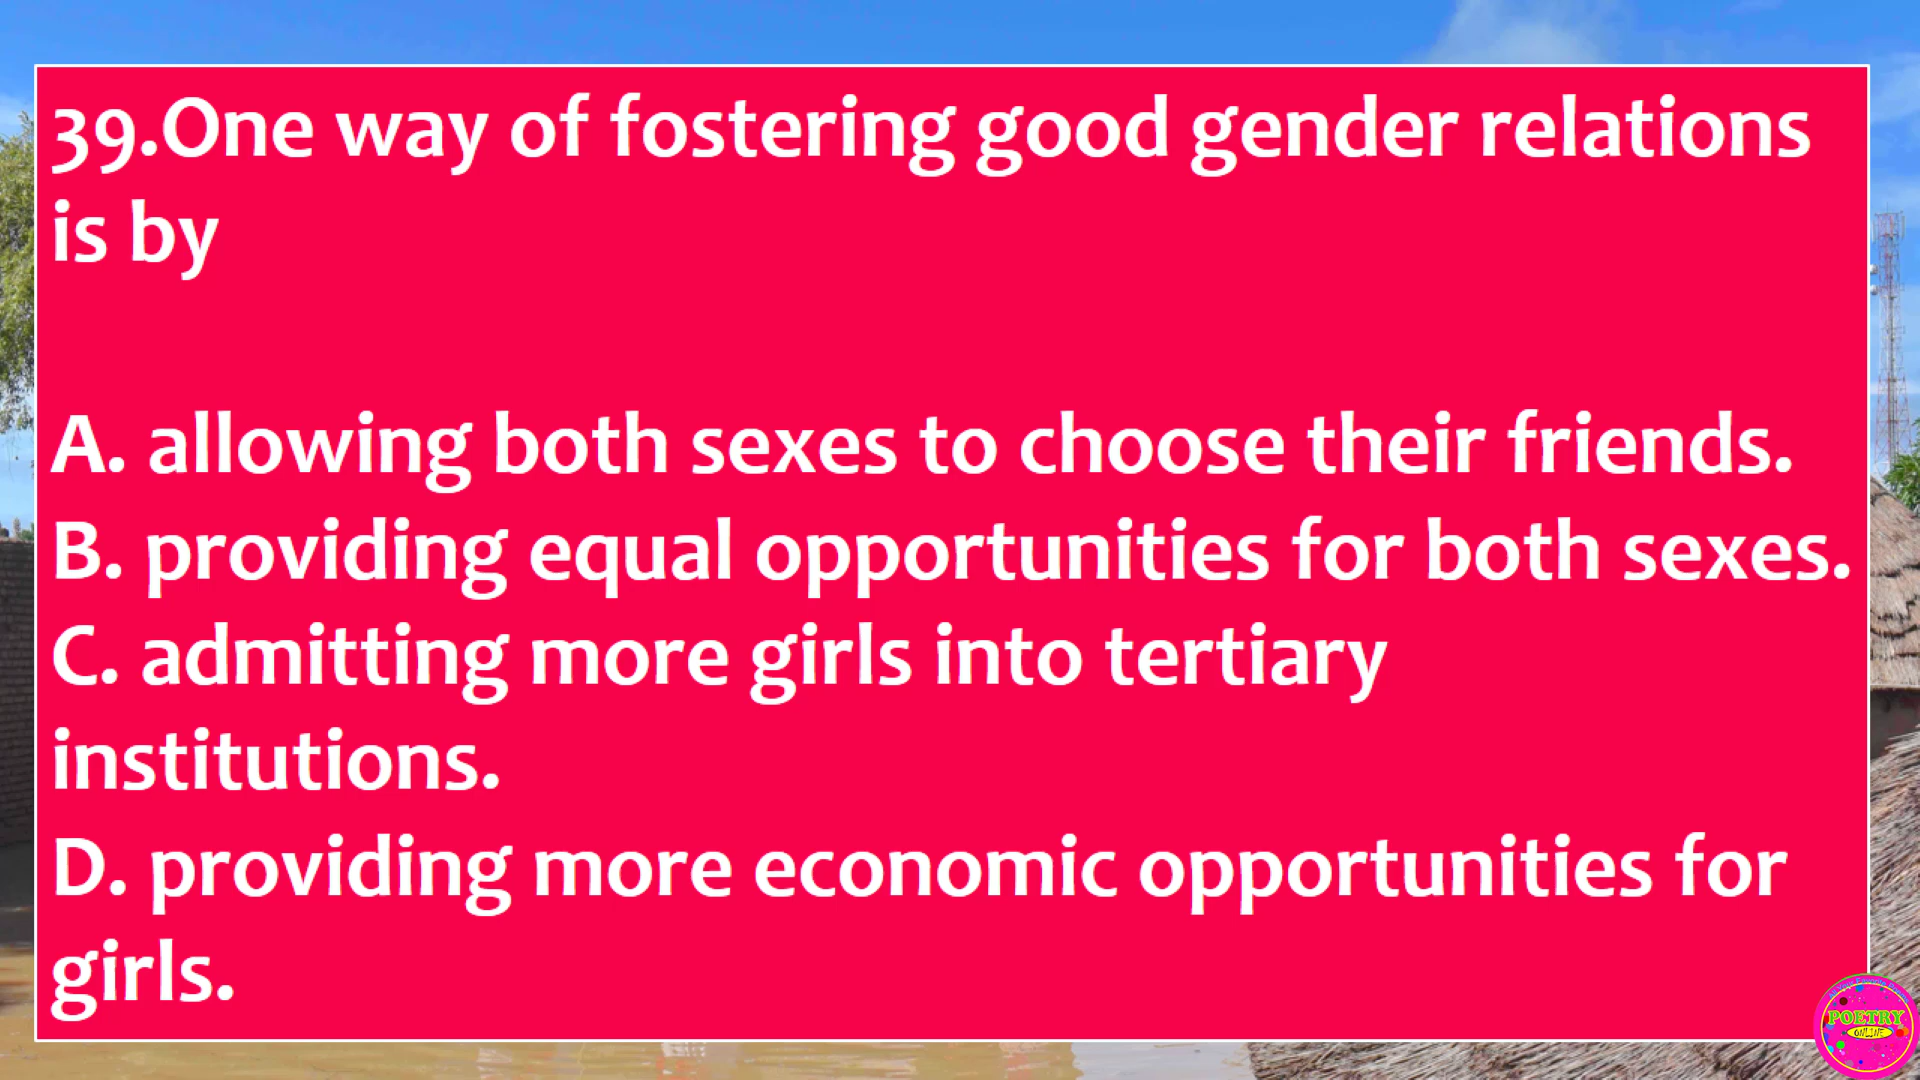 39.One way of fostering good gender relations
is by
A. allowing both sexes to choose their friends.
B. providing equal opportunities for both sexes.
C. admitting more girls into tertiary
institutions.
D. providing more economic opportunities for
girls.
POETRY
ONLINE